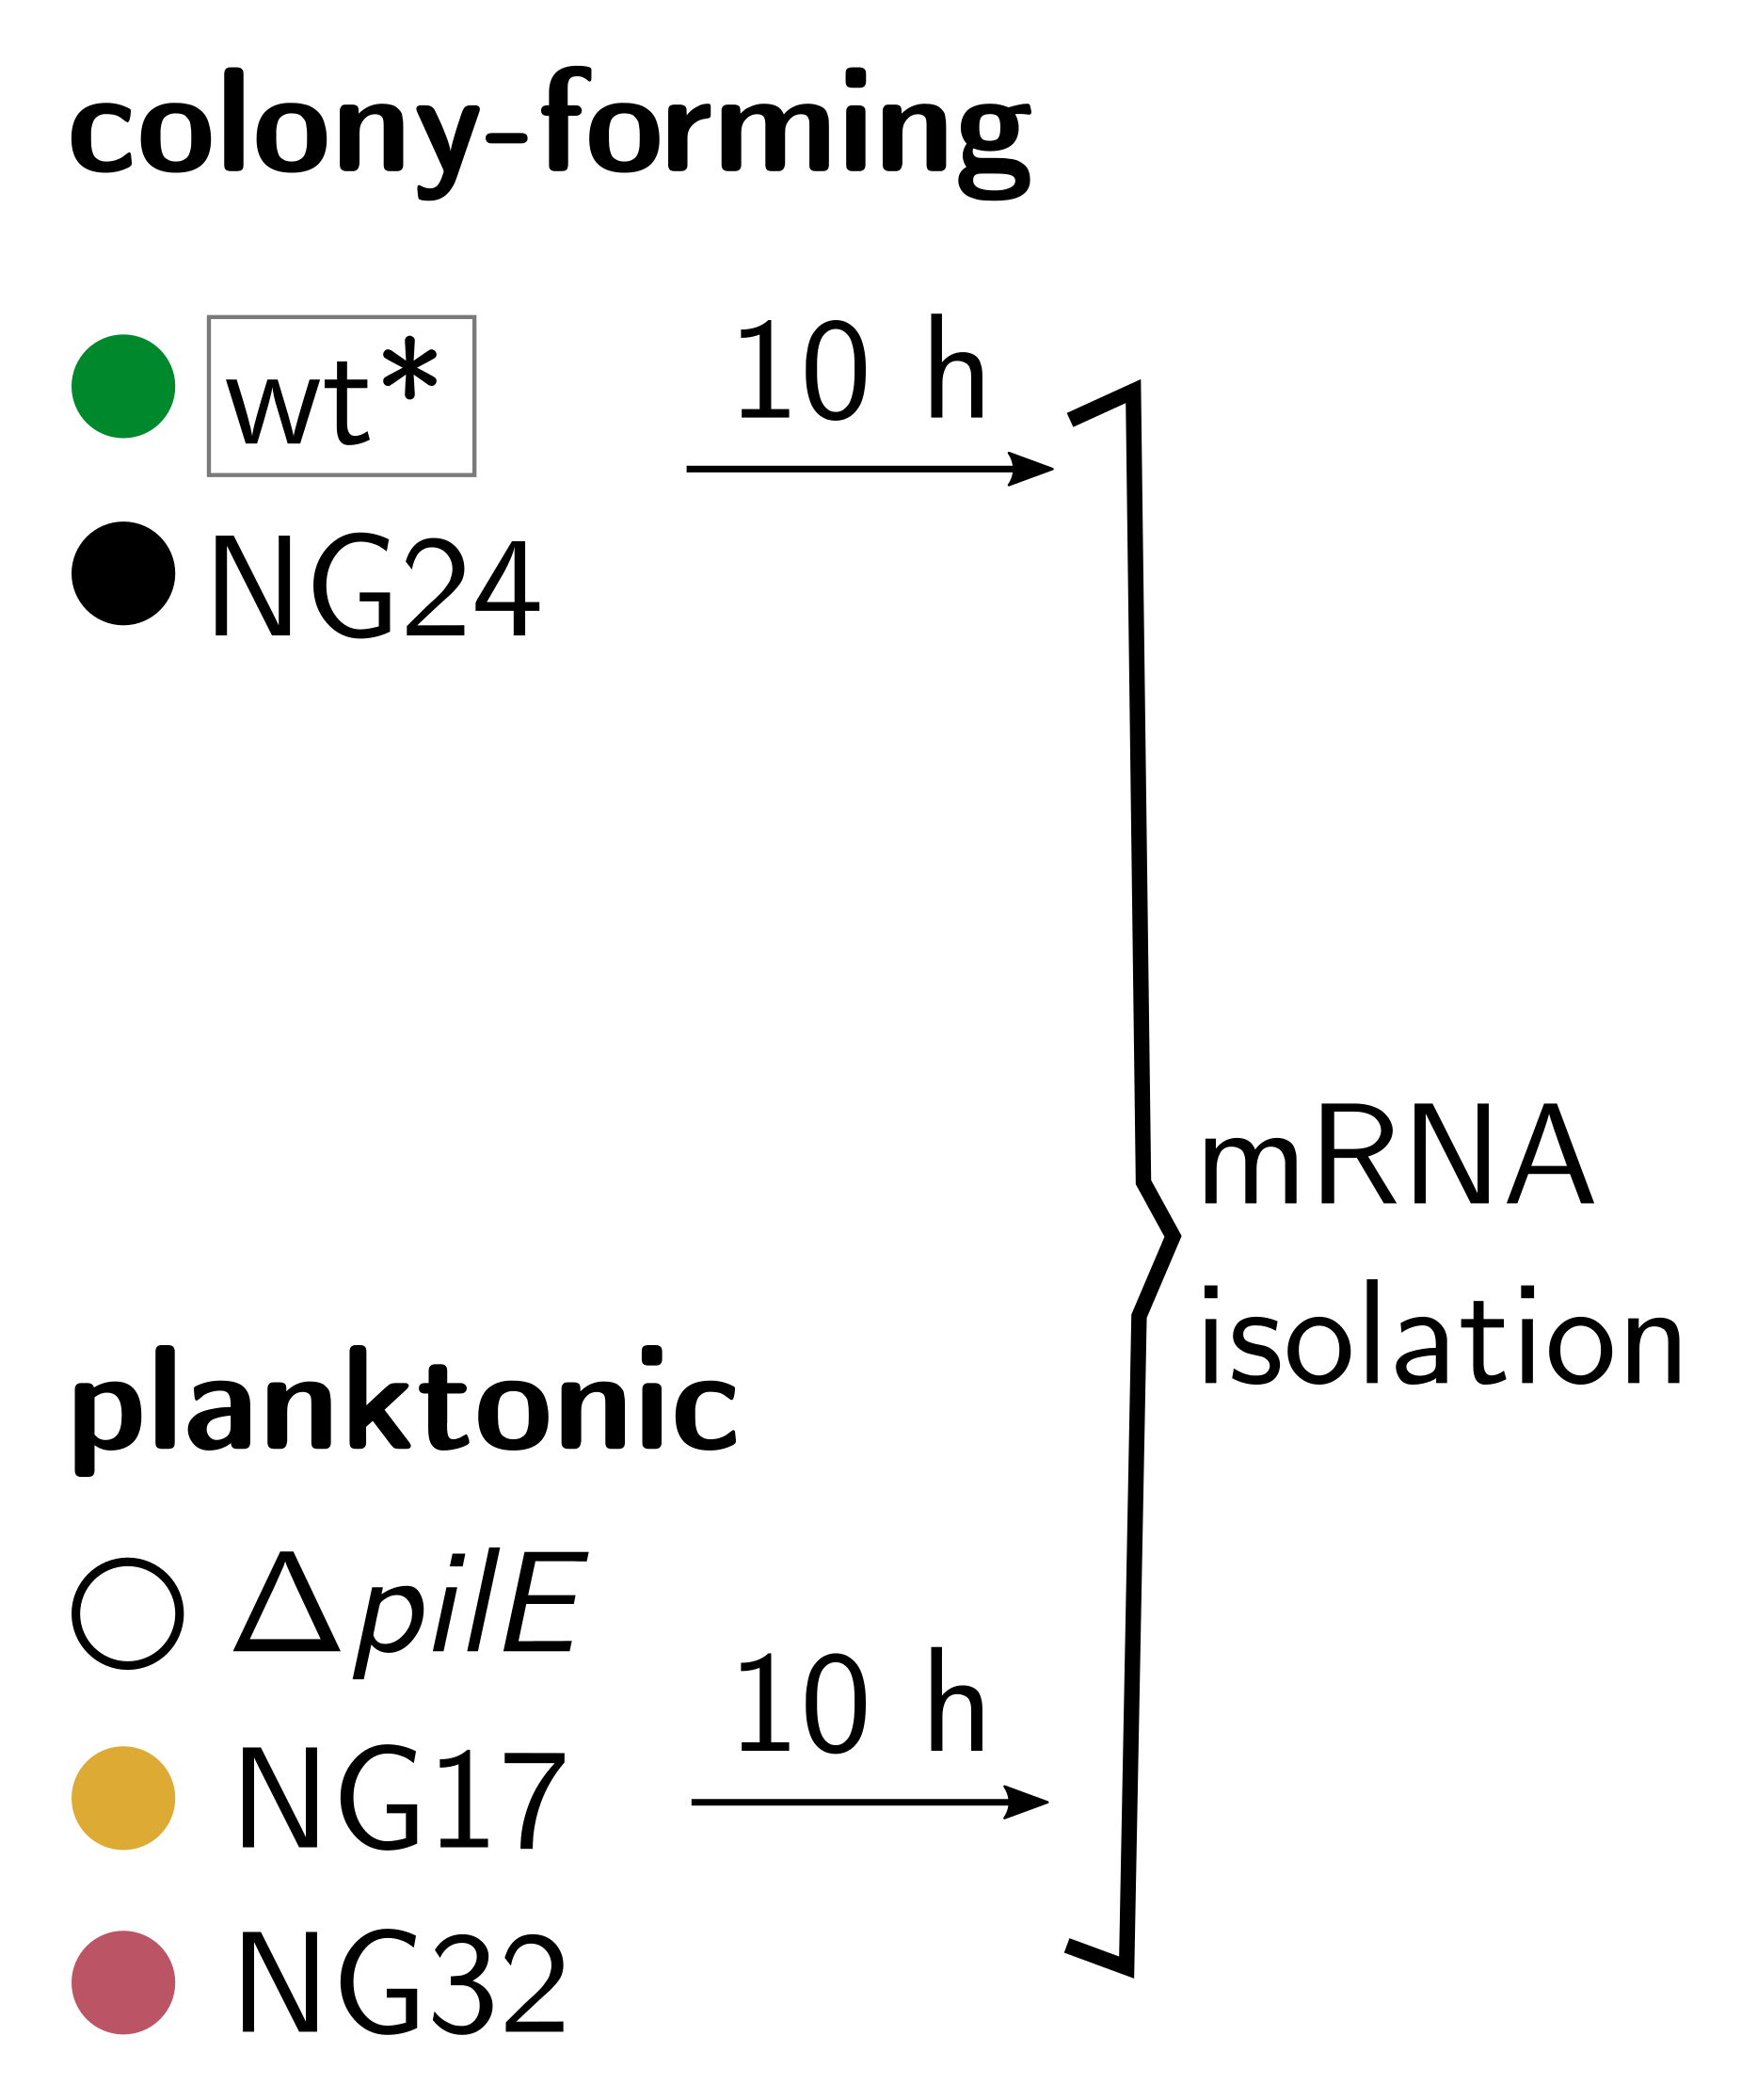 colony-forming
wt*
10 h
NG24
mRNA
isolation
planktonic
ΔpilE
10 h
NG17
NG32